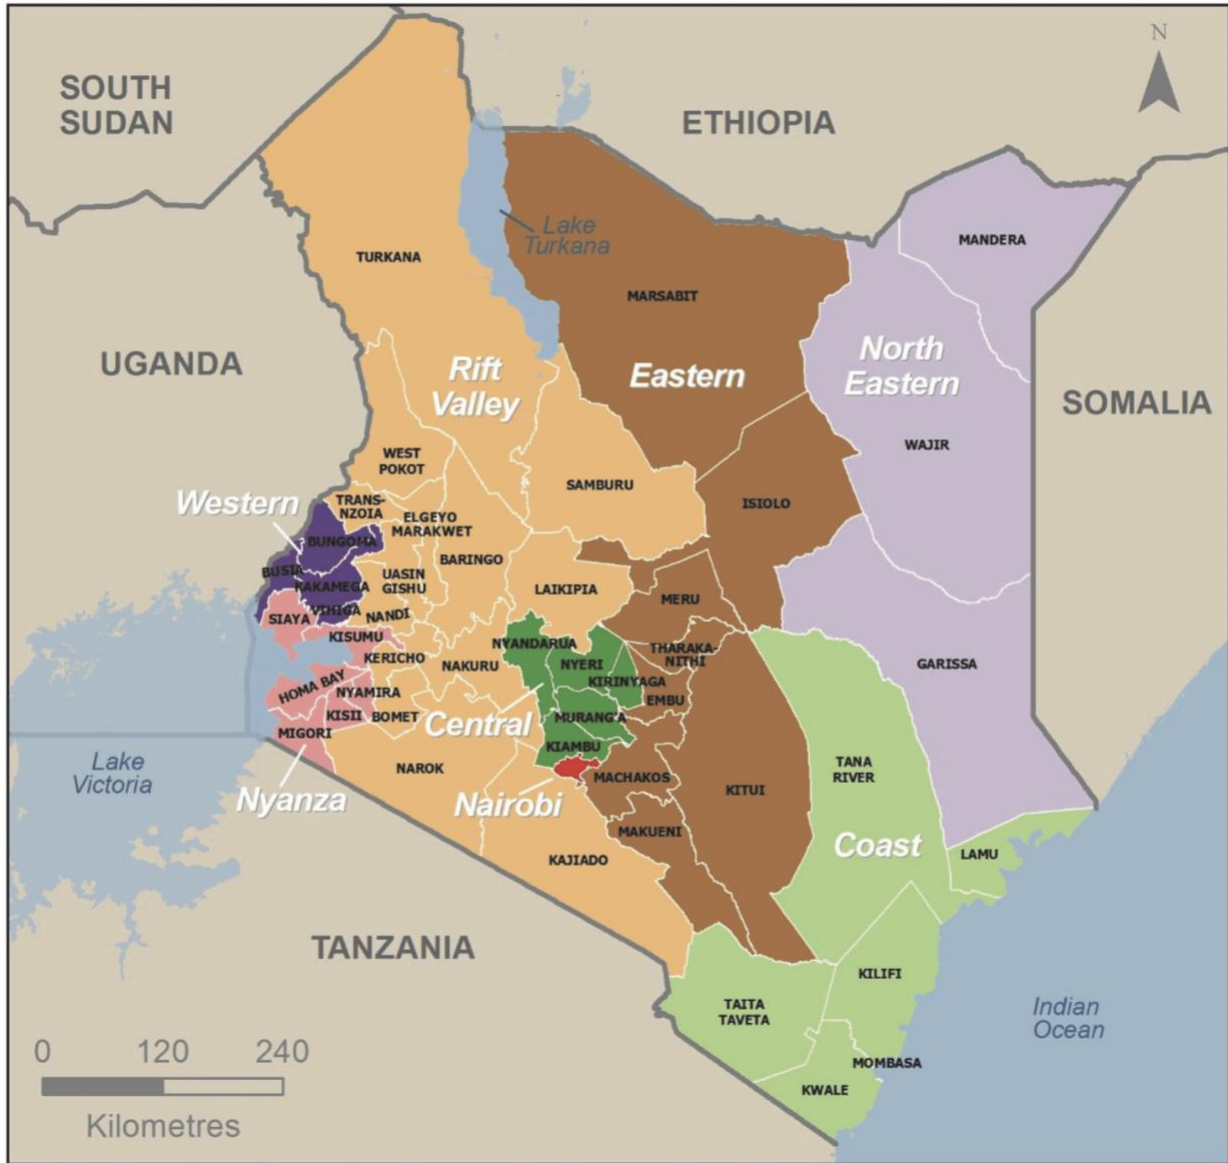 N
SOUTH
SUDAN
ETHIOPIA
Lake
Turkana
MANDERA
TURKANA
MARSABIT
UGANDA
Rift
Valley
Eastern
North
Eastern
SOMALIA
WAJIR
WEST
POKOT
SAMBURU
ISIOLO
Western
TRANS-
NZOIA
ELGEYO
MARAKWET
BUNGOMA
BARINGO
BUSIA
KAKAMEGA
UASIN
GISHU
LAIKIPIA
MERU
VIHIGA
NANDI
SIAYA
KISUMU
NYANDARUA
THARAKA-
NITHI
KERICHO
NAKURU
NYERI
GARISSA
HOMA BAY
NYAMIRA
KIRINYAGA
EMBU
KISII
BOMET
Central
MURANG'A
MIGORI
KIAMBU
Lake
Victoria
NAROK
MACHAKOS
KITUI
TANA
RIVER
Nyanza
Nairobi
MAKUENI
Coast
KAJIADO
LAMU
TANZANIA
KILIFI
TAITA
TAVETA
Indian
Ocean
MOMBASA
KWALE
0 120 240
Kilometres